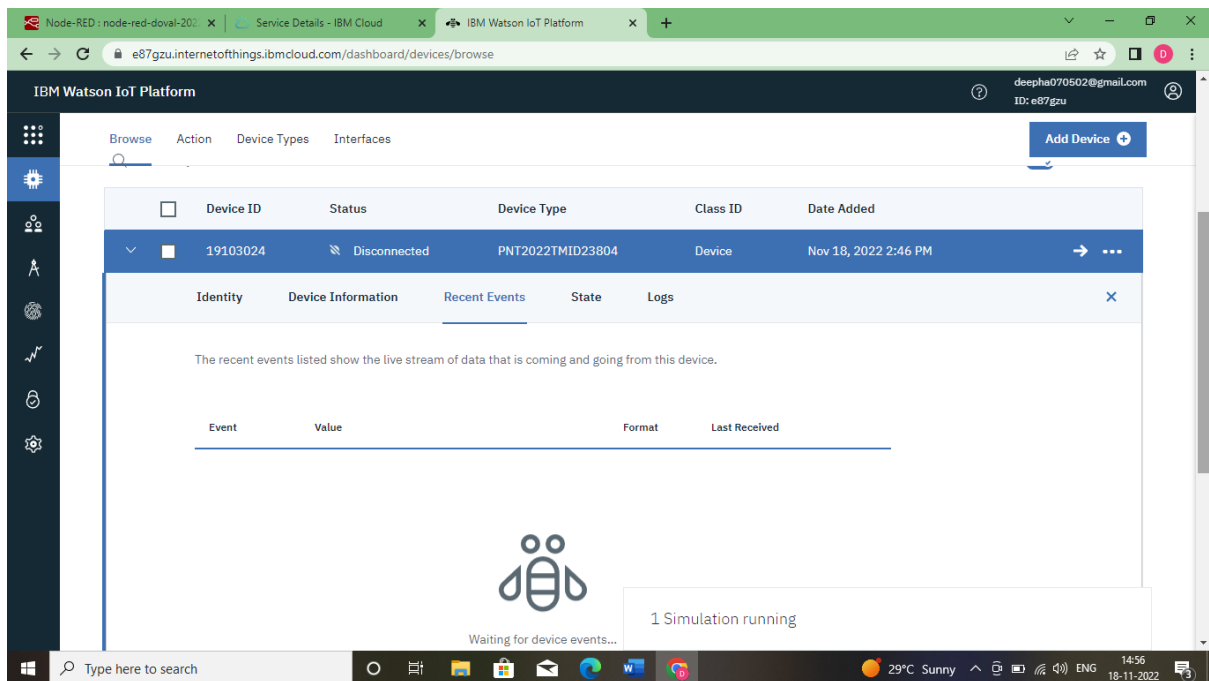 Node-RED : node-red-doval-202
Service Details - IBM Cloud
IBM Watson IoT Platform
e87gzu.internetofthings.ibmcloud.com/dashboard/devices/browse
D
IBM Watson IoT Platform
deepha070502@gmail.com
ID: e87gzu
Browse Action Device Types Interfaces
Add Device
Device ID Status Device Type Class ID Date Added
19103024 Disconnected PNT2022TMID23804 Device Nov 18, 2022 2:46 PM
Identity Device Information Recent Events State Logs
The recent events listed show the live stream of data that is coming and going from this device.
Event Value Format Last Received
1 Simulation running
Waiting for device events...
Type here to search
29°C Sunny
ENG
14:56
18-11-2022
3